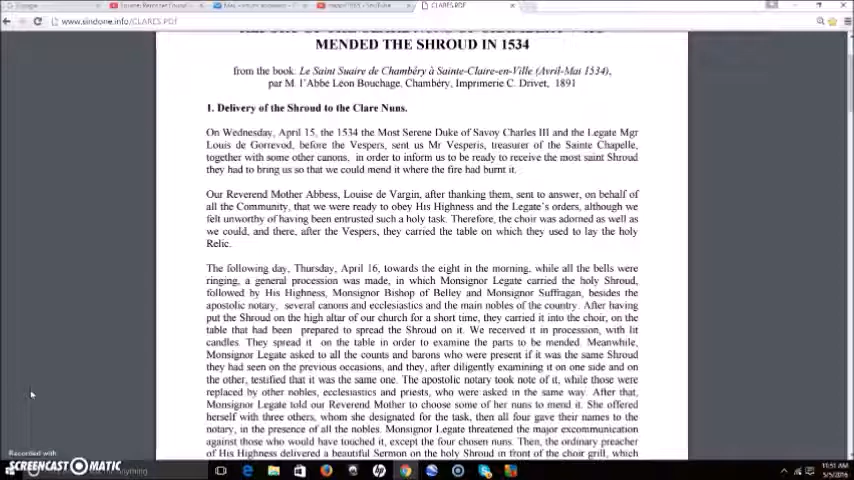 CLARES.PDF
www.sindone.info/CLARES.PDF
MENDED THE SHROUD IN 1534
from the book: Le Saint Suaire de Chambéry à Sainte-Claire-en-Ville (Avril-Mai 1534),
par M. l'Abbé Léon Bouchage, Chambéry, Imprimerie C. Drivet, 1891
1. Delivery of the Shroud to the Clare Nuns.
On Wednesday, April 15, the 1534 the Most Serene Duke of Savoy Charles III and the Legate Mgr
Louis de Gorrevod, before the Vespers, sent us Mr Vesperis, treasurer of the Sainte Chapelle,
together with some other canons, in order to inform us to be ready to receive the most saint Shroud
they had to bring us so that we could mend it where the fire had burnt it.
Our Reverend Mother Abbess, Louise de Vargin, after thanking them, sent to answer, on behalf of
all the Community, that we were ready to obey His Highness and the Legate's orders, although we
felt unworthy of having been entrusted such a holy task. Therefore, the choir was adorned as well as
we could, and there, after the Vespers, they carried the table on which they used to lay the holy
Relic.
The following day, Thursday, April 16, towards the eight in the morning, while all the bells were
ringing, a general procession was made, in which Monsignor Legate carried the holy Shroud,
followed by His Highness, Monsignor Bishop of Belley and Monsignor Suffragan, besides the
apostolic notary, several canons and ecclesiastics and the main nobles of the country. After having
put the Shroud on the high altar of our church for a short time, they carried it into the choir, on the
table that had been prepared to spread the Shroud on it. We received it in procession, with lit
candles. They spread it on the table in order to examine the parts to be mended. Meanwhile,
Monsignor Legate asked to all the counts and barons who were present if it was the same Shroud
they had seen on the previous occasions, and they, after diligently examining it on one side and on
the other, testified that it was the same one. The apostolic notary took note of it, while those were
replaced by other nobles, ecclesiastics and priests, who were asked in the same way. After that,
Monsignor Legate told our Reverend Mother to choose some of her nuns to mend it. She offered
herself with three others, whom she designated for the task, then all four gave their names to the
notary, in the presence of all the nobles. Monsignor Legate threatened the major excommunication
against those who would have touched it, except the four chosen nuns. Then, the ordinary preacher
of His Highness delivered a beautiful Sermon on the holy Shroud in front of the choir grill, which
Recorded with
SCREENCAST MATIC
anything
11:51 AM
5/5/2016